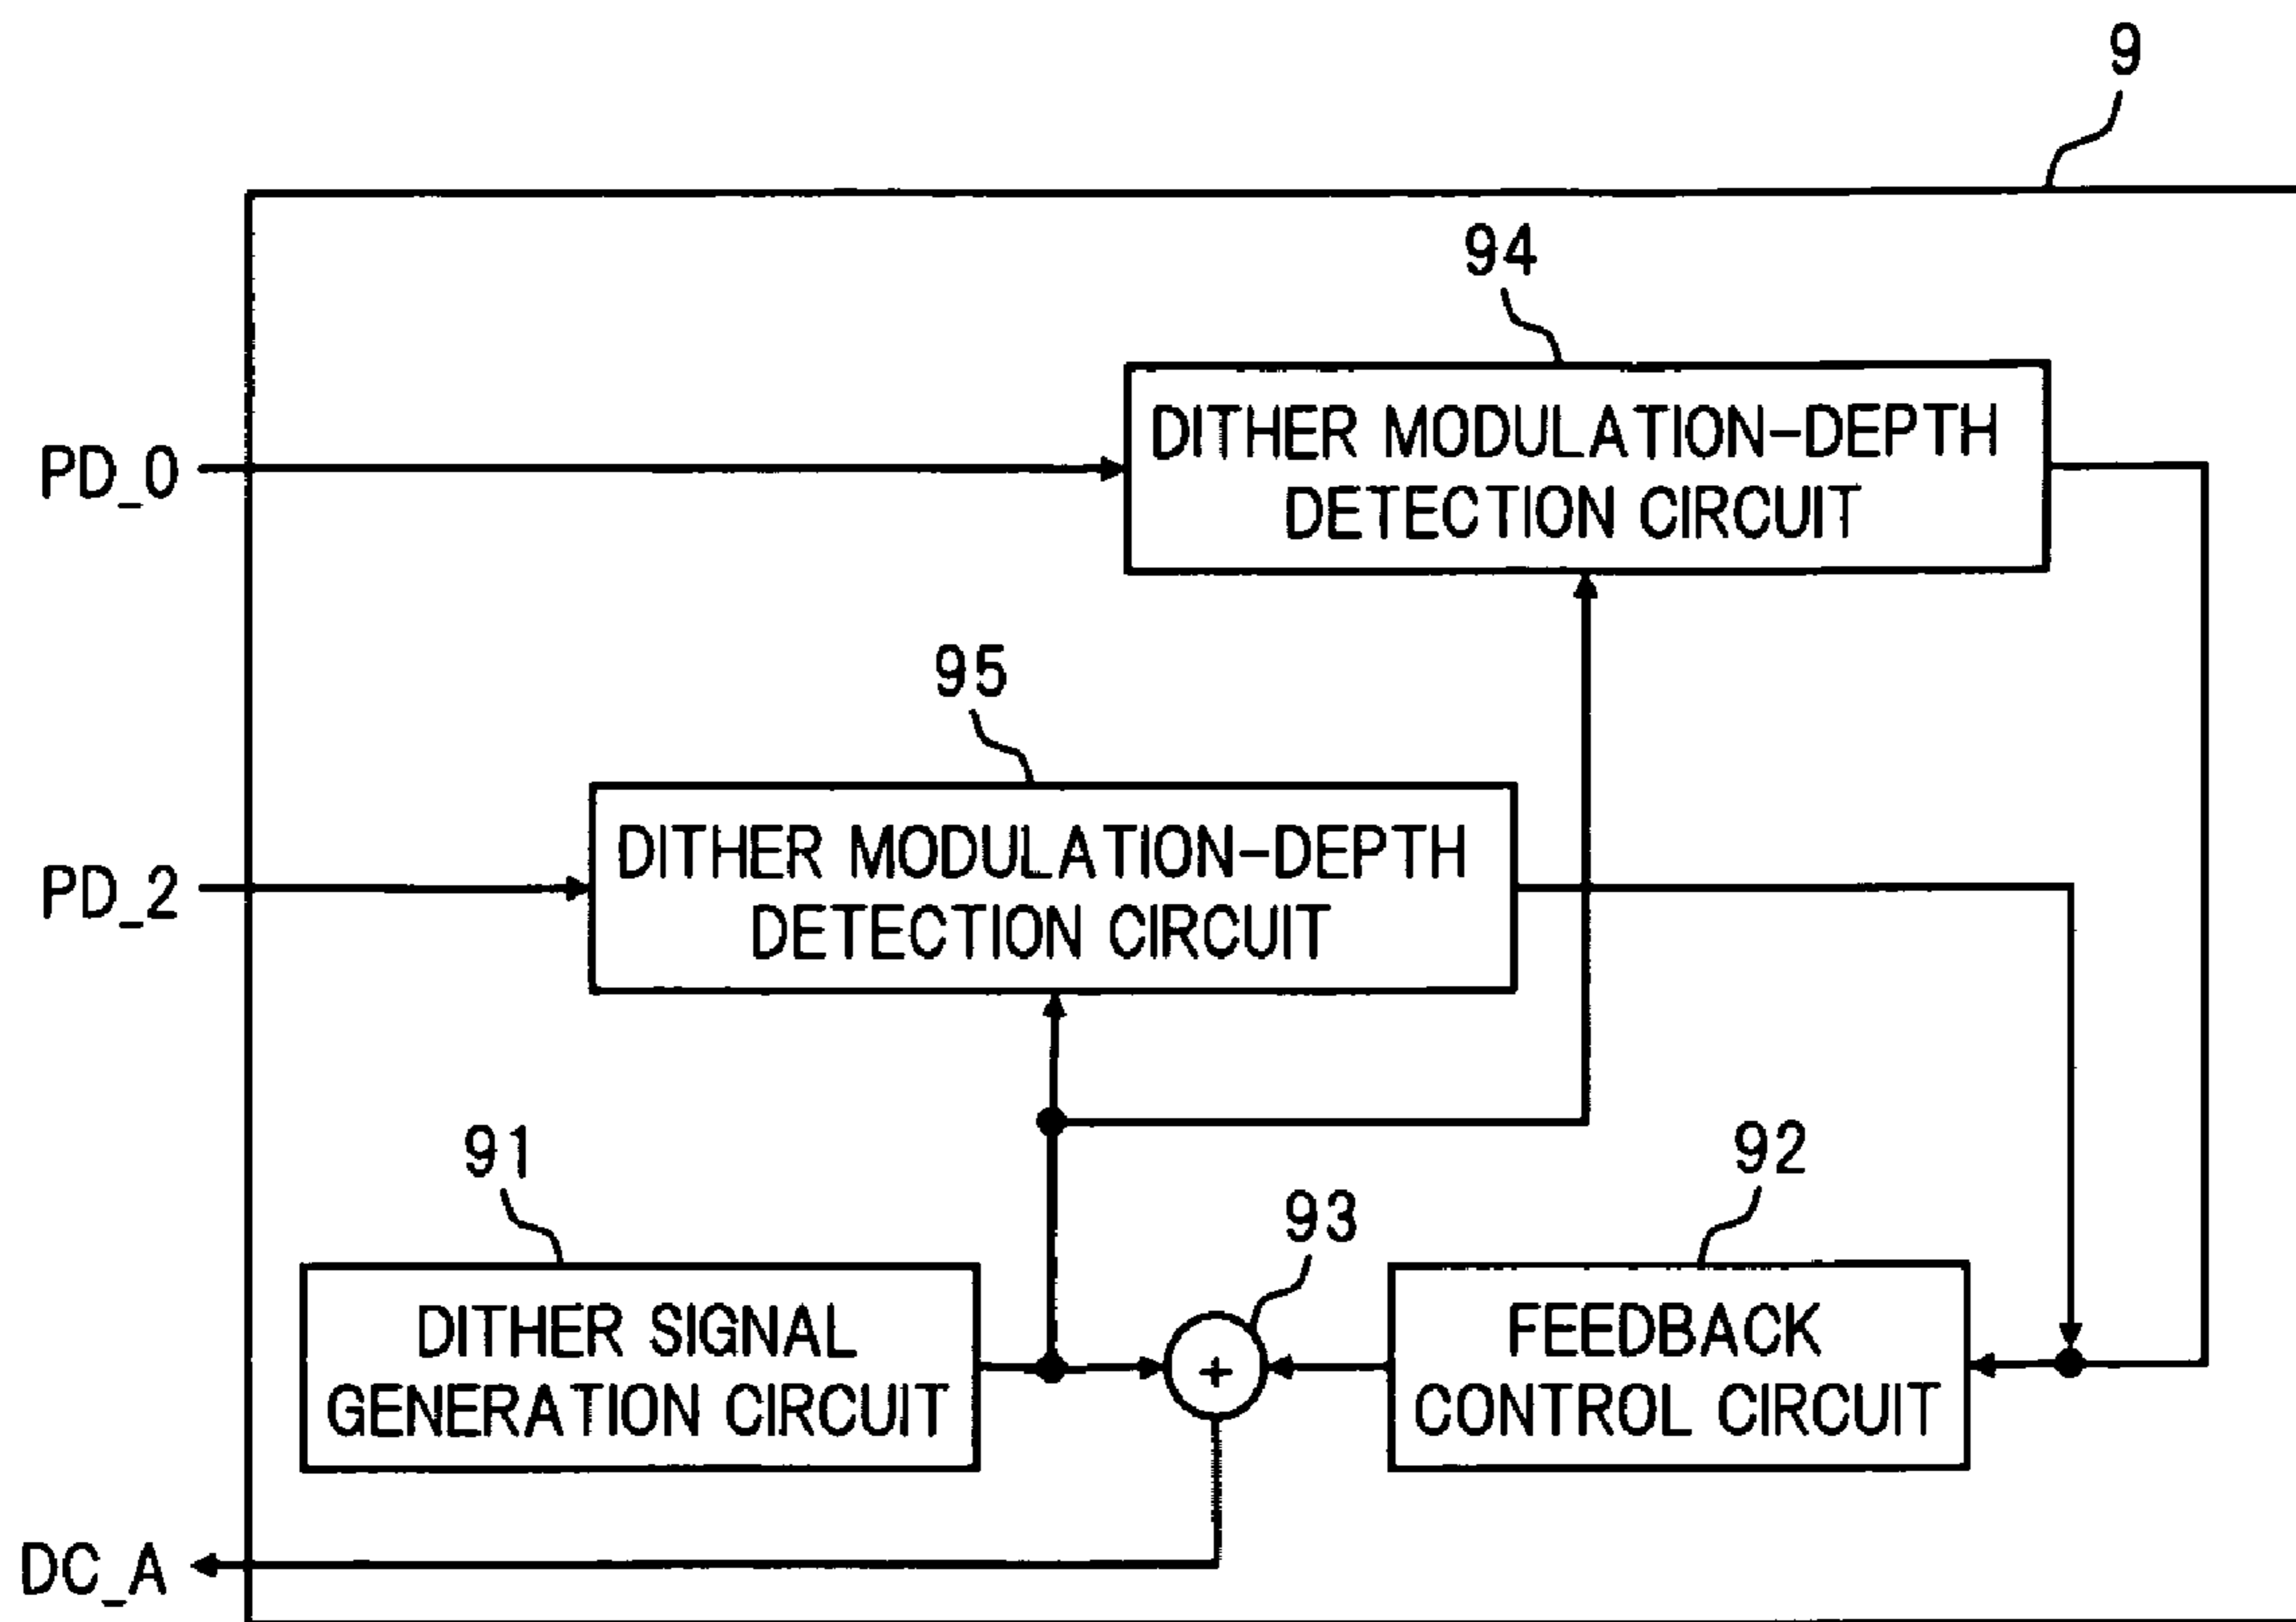 9
94
DITHER MODULATION-DEPTH
DETECTION CIRCUIT
PD_0
95
DITHER MODULATION-DEPTH
DETECTION CIRCUIT
PD_2
91
DITHER SIGNAL
GENERATION CIRCUIT
93
+
92
FEEDBACK
CONTROL CIRCUIT
DC_A